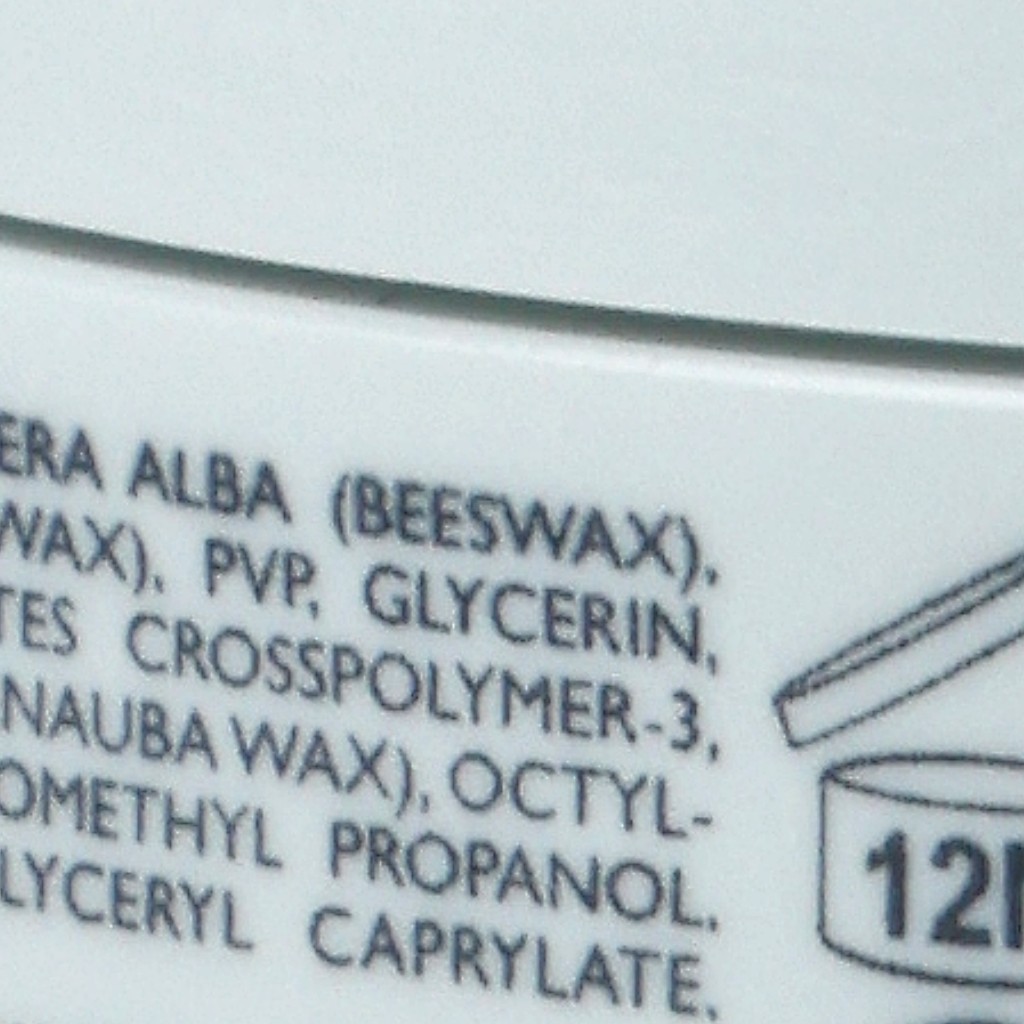 ERA ALBA (BEESWAX),
WAX), PVP, GLYCERIN,
TES CROSSPOLYMER-3,
NAUBA WAX), OCTYL-
OMETHYL PROPANOL,
LYCERYL CAPRYLATE,
12